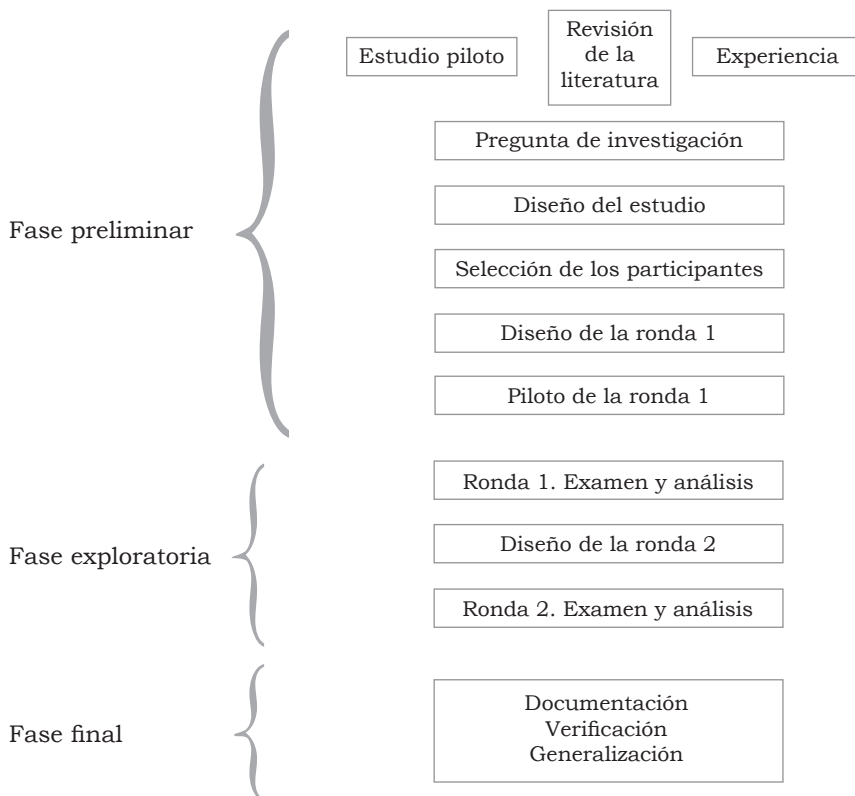 Estudio piloto
Revisión
de la
literatura
Experiencia
Pregunta de investigación
Diseño del estudio
Fase preliminar
Selección de los participantes
Diseño de la ronda 1
Piloto de la ronda 1
Ronda 1. Examen y análisis
Fase exploratoria
Diseño de la ronda 2
Ronda 2. Examen y análisis
Fase final
Documentación
Verificación
Generalización